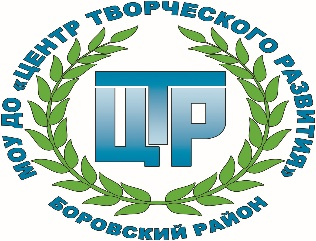 МОУ ДО «ЦЕНТР ТВОРЧЕСКОГО РАЗВИТИЯ»
ЦТР
БОРОВСКИЙ РАЙОН